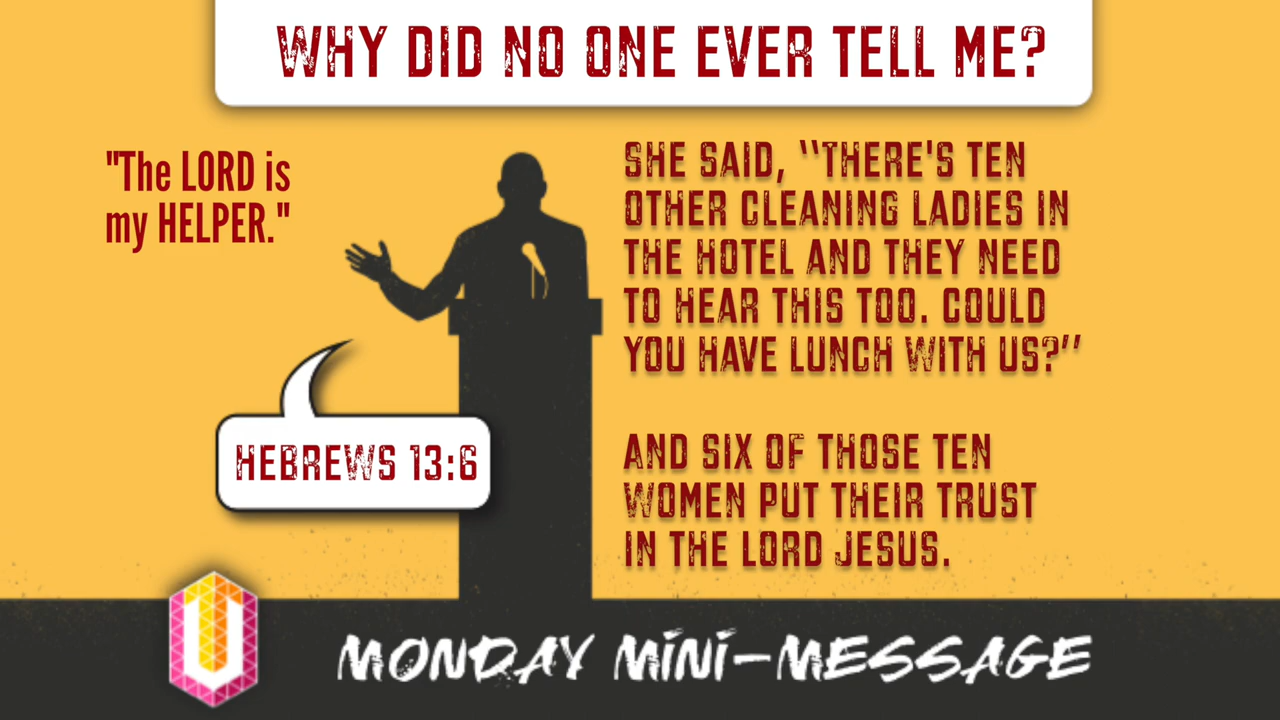 WHY DID NO ONE EVER TELL ME?
"The LORD is
my HELPER."
HEBREWS 13:6
SHE SAID, ‘‘THERE'S TEN
OTHER CLEANING LADIES IN
THE HOTEL AND THEY NEED
TO HEAR THIS TOO. COULD
YOU HAVE LUNCH WITH US?’’
AND SIX OF THOSE TEN
WOMEN PUT THEIR TRUST
IN THE LORD JESUS.
U
MONDAY MINI-MESSAGE